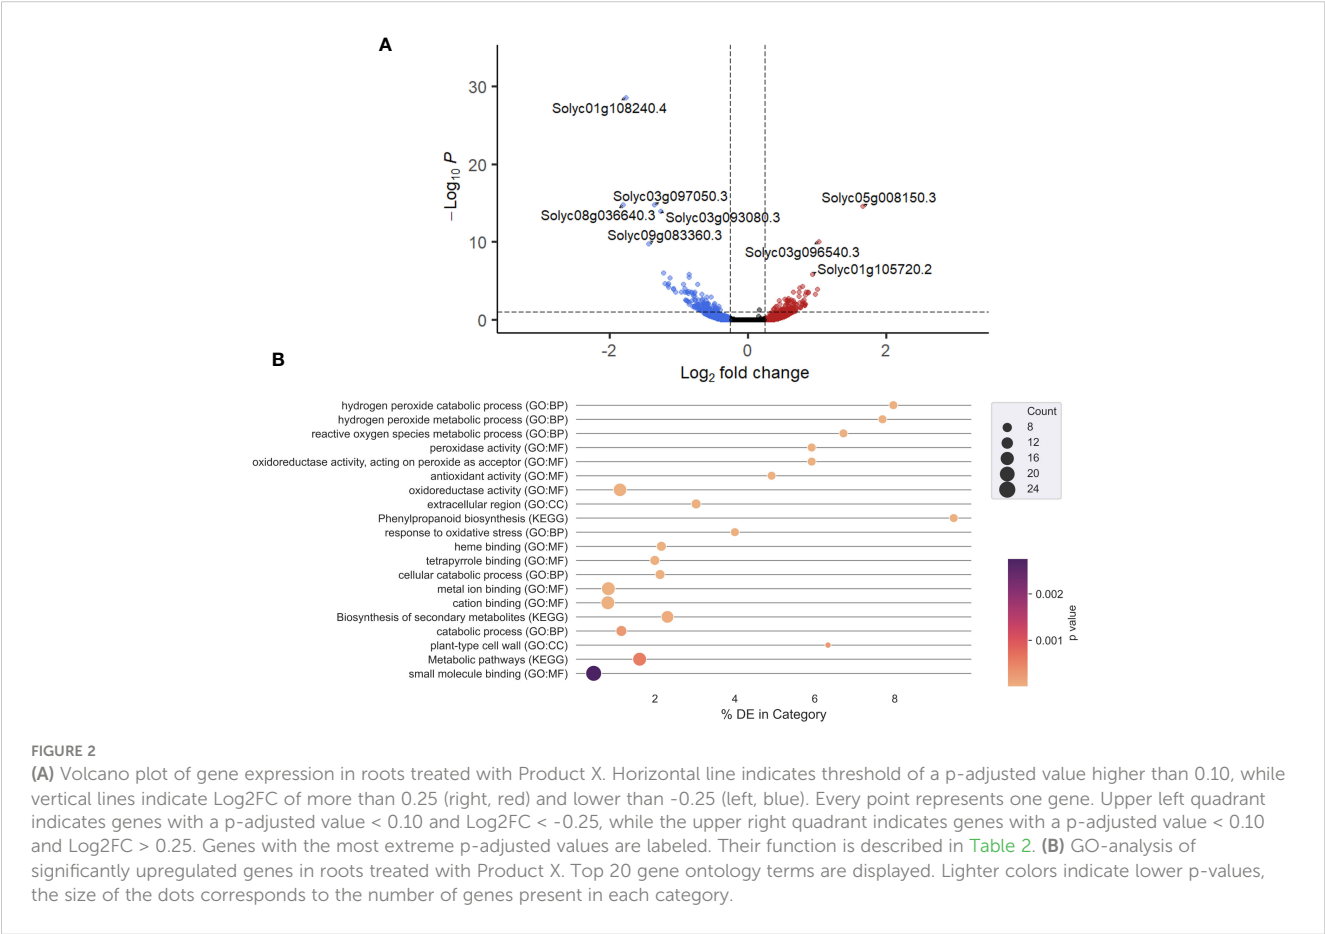 A
30
20
10
0
−Log10 P
Solyc01g108240.4
Solyc03g097050.3
Solyc08g036640.3
Solyc03g093080.3
Solyc09g083360.3
Solyc05g008150.3
Solyc03g096540.3
Solyc01g105720.2
-2 0 2
Log2 fold change
B
hydrogen peroxide catabolic process (GO:BP)
hydrogen peroxide metabolic process (GO:BP)
reactive oxygen species metabolic process (GO:BP)
peroxidase activity (GO:MF)
oxidoreductase activity, acting on peroxide as acceptor (GO:MF)
antioxidant activity (GO:MF)
oxidoreductase activity (GO:MF)
extracellular region (GO:CC)
Phenylpropanoid biosynthesis (KEGG)
response to oxidative stress (GO:BP)
heme binding (GO:MF)
tetrapyrrole binding (GO:MF)
cellular catabolic process (GO:BP)
metal ion binding (GO:MF)
cation binding (GO:MF)
Biosynthesis of secondary metabolites (KEGG)
catabolic process (GO:BP)
plant-type cell wall (GO:CC)
Metabolic pathways (KEGG)
small molecule binding (GO:MF)
2 4 6 8
% DE in Category
Count
8
12
16
20
24
0.002
0.001
p value
FIGURE 2
(A) Volcano plot of gene expression in roots treated with Product X. Horizontal line indicates threshold of a p-adjusted value higher than 0.10, while
vertical lines indicate Log2FC of more than 0.25 (right, red) and lower than -0.25 (left, blue). Every point represents one gene. Upper left quadrant
indicates genes with a p-adjusted value < 0.10 and Log2FC < -0.25, while the upper right quadrant indicates genes with a p-adjusted value < 0.10
and Log2FC > 0.25. Genes with the most extreme p-adjusted values are labeled. Their function is described in Table 2. (B) GO-analysis of
significantly upregulated genes in roots treated with Product X. Top 20 gene ontology terms are displayed. Lighter colors indicate lower p-values,
the size of the dots corresponds to the number of genes present in each category.